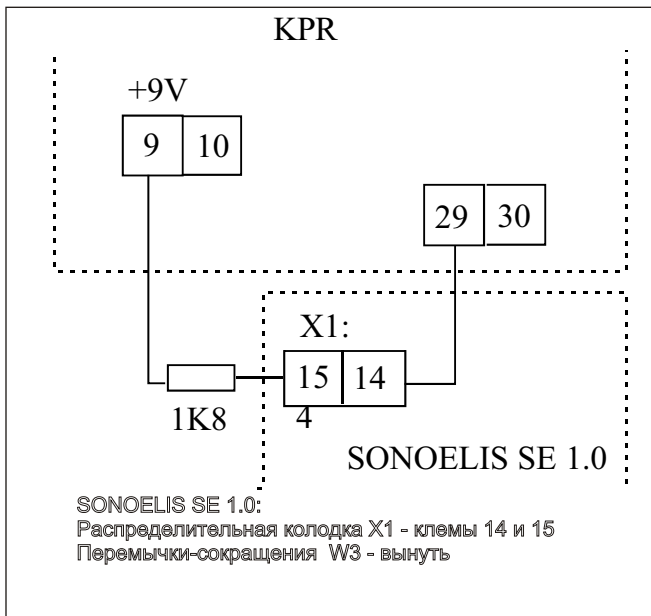 KPR
+9V
9 10
29 30
X1:
15 14
1K8 4
SONOELIS SE 1.0
SONOELIS SE 1.0:
Распределительная колодка X1 - клемы 14 и 15
Перемычки-сокращения W3 - вынуть